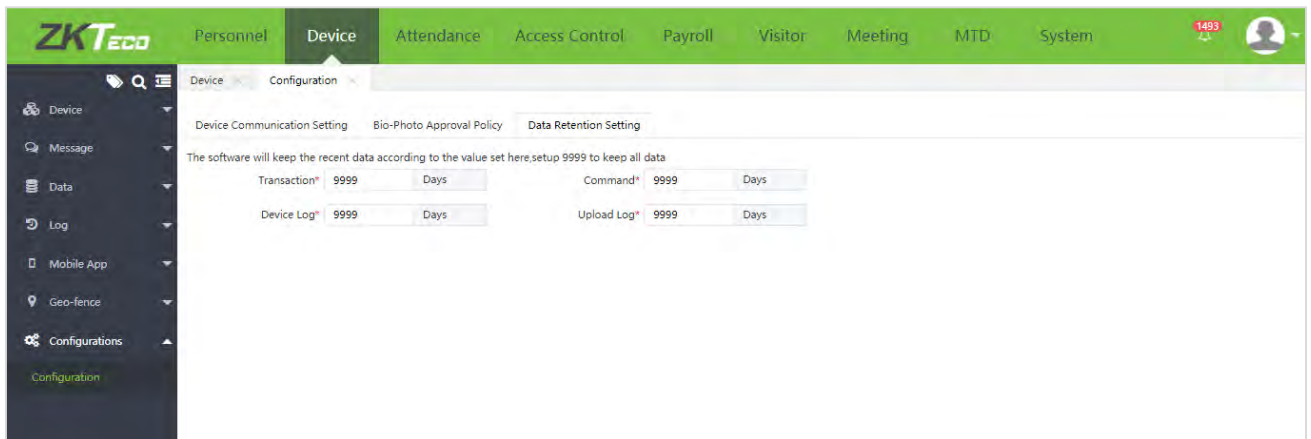 ZKTeco Personnel Device Attendance Access Control Payroll Visitor Meeting MTD System 1493
Device Configuration
Device
Message
Data
Log
Mobile App
Geo-fence
Configurations
Configuration
Device Communication Setting Bio-Photo Approval Policy Data Retention Setting
The software will keep the recent data according to the value set here,setup 9999 to keep all data
Transaction* 9999 Days Command* 9999 Days
Device Log* 9999 Days Upload Log* 9999 Days